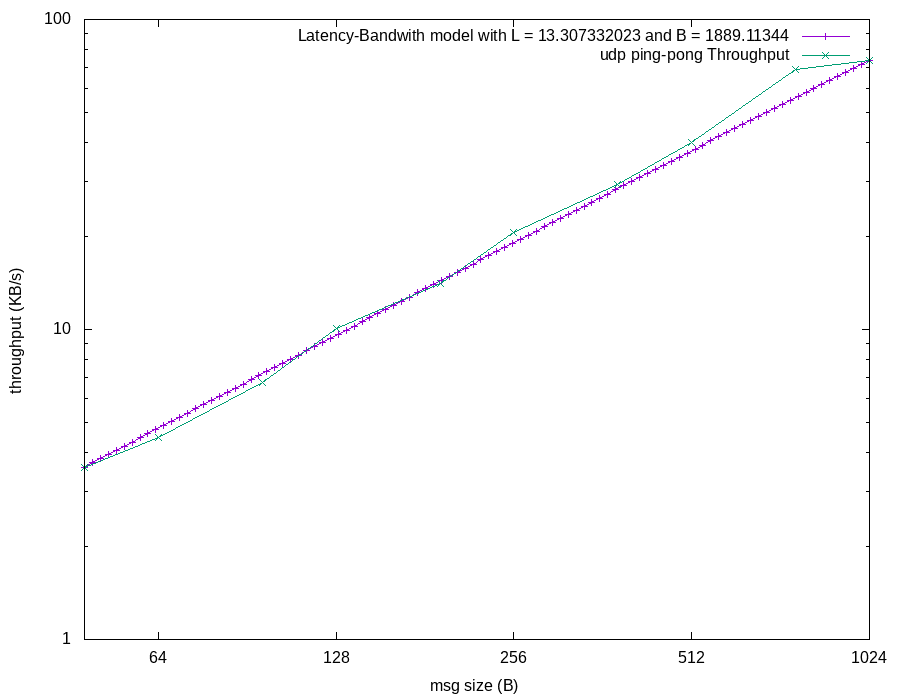 100
Latency-Bandwith model with L = 13.307332023 and B = 1889.11344
udp ping-pong Throughput
10
throughput (KB/s)
1
64 128 256 512 1024
msg size (B)